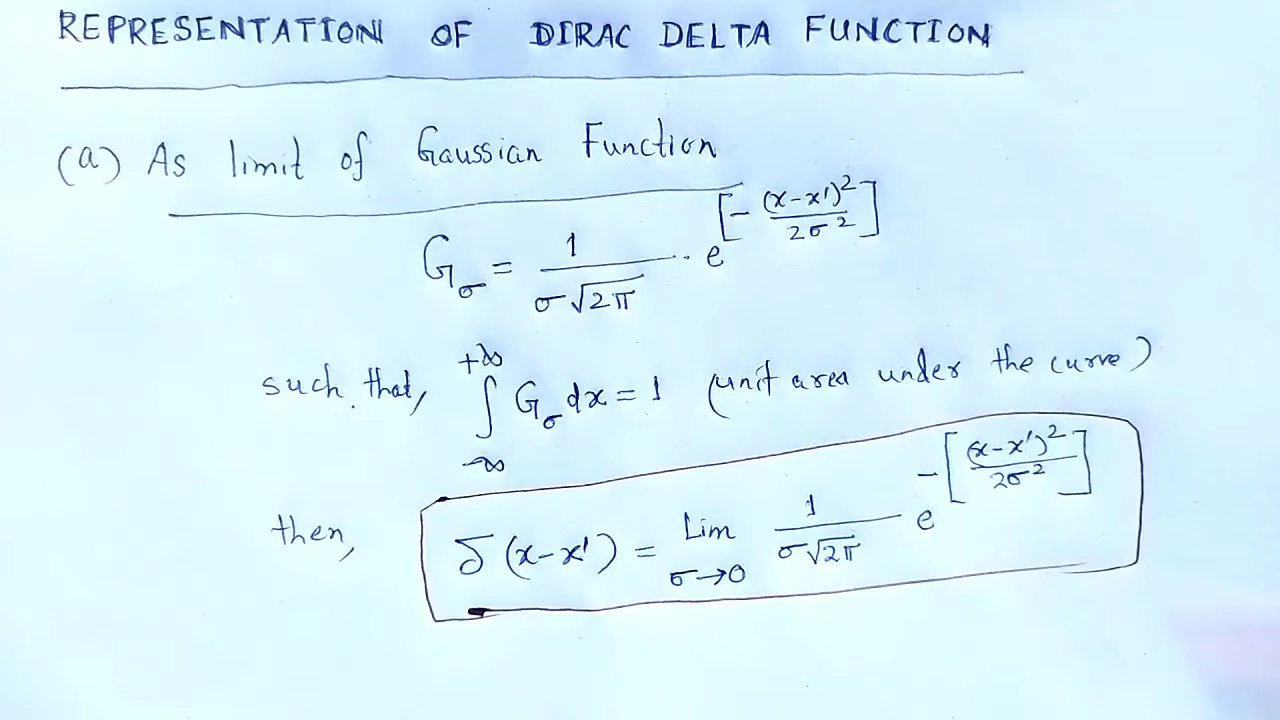 REPRESENTATION OF DIRAC DELTA FUNCTION
(a) As limit of Gaussian Function
G_σ = 1/(σ√2π) · e^[-(x-x')²/2σ²]
such that, ∫_{-∞}^{+∞} G_σ dx = 1 (unit area under the curve)
then, δ(x-x') = Lim_{σ→0} 1/(σ√2π) e^-[(x-x')²/2σ²]